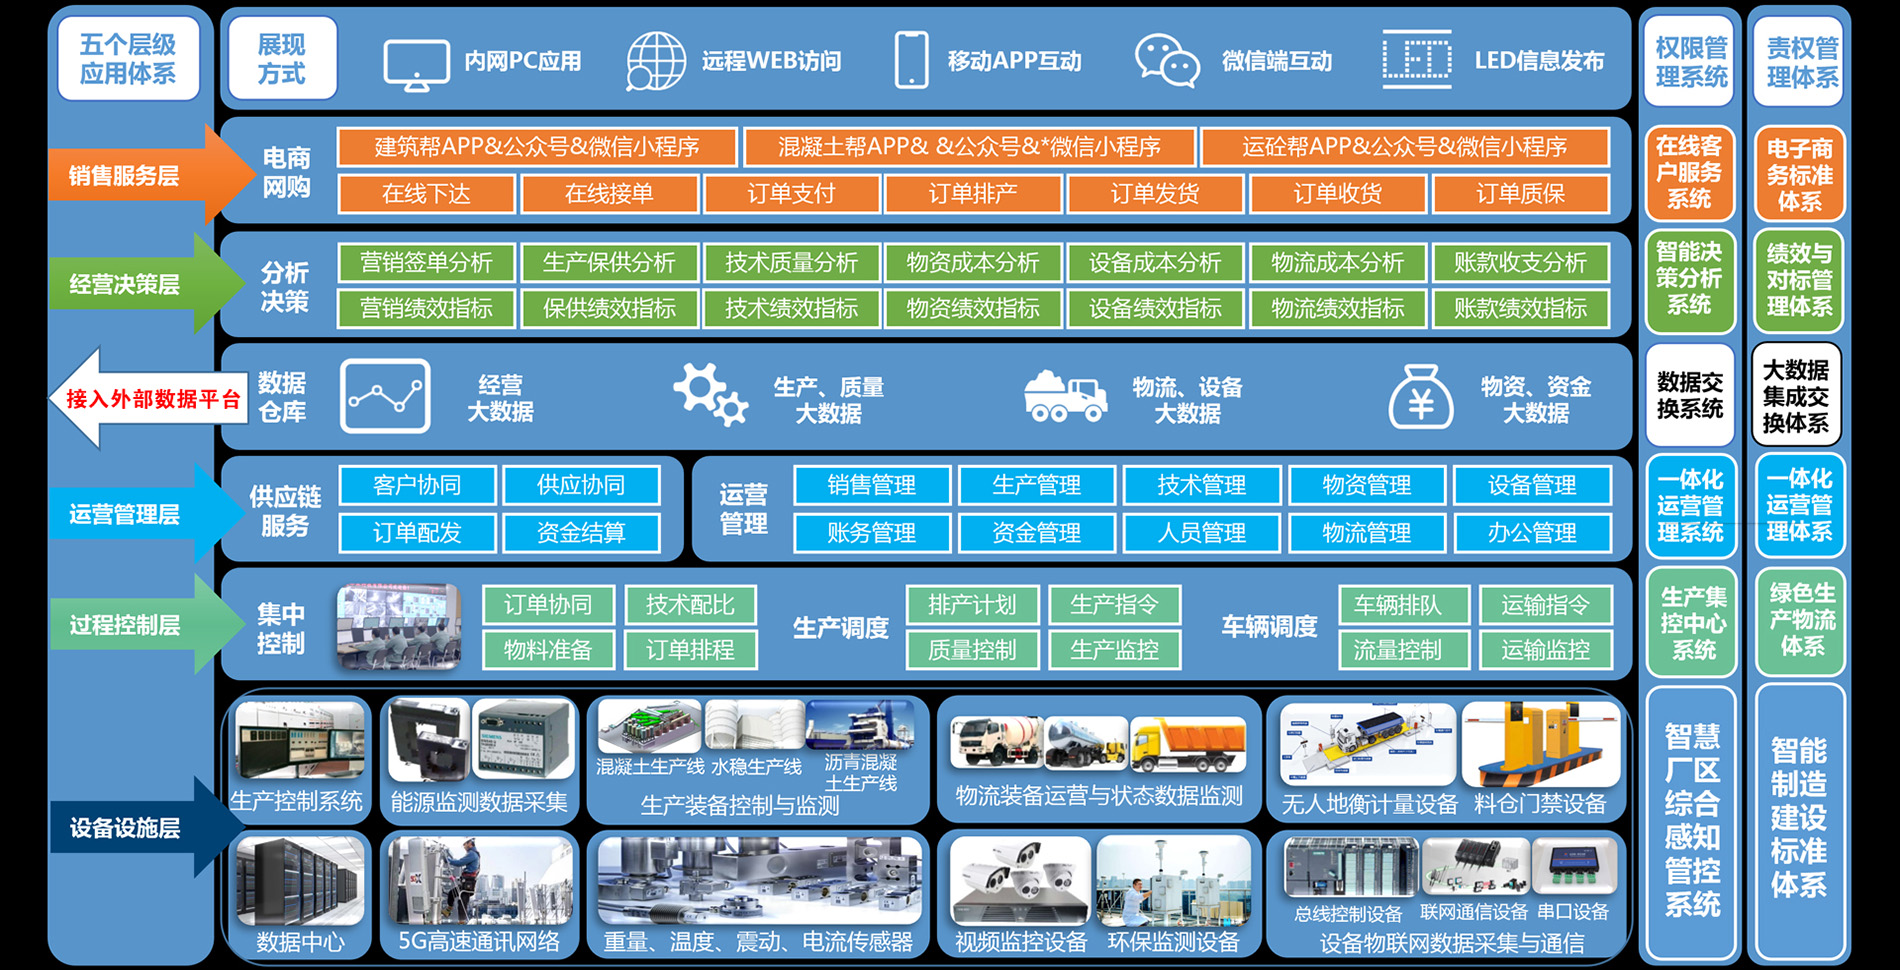 五个层级
应用体系
展现
方式
内网PC应用
远程WEB访问
移动APP互动
微信端互动
LED
LED信息发布
权限管
理系统
责权管
理体系
销售服务层
电商
网购
建筑帮APP&公众号&微信小程序
混凝土帮APP& &公众号&*微信小程序
运砼帮APP&公众号&微信小程序
在线下达
在线接单
订单支付
订单排产
订单发货
订单收货
订单质保
在线客
户服务
系统
电子商
务标准
体系
经营决策层
分析
决策
营销签单分析
生产保供分析
技术质量分析
物资成本分析
设备成本分析
物流成本分析
账款收支分析
营销绩效指标
保供绩效指标
技术绩效指标
物资绩效指标
设备绩效指标
物流绩效指标
账款绩效指标
智能决
策分析
系统
绩效与
对标管
理体系
接入外部数据平台
数据
仓库
经营
大数据
生产、质量
大数据
物流、设备
大数据
¥
物资、资金
大数据
数据交
换系统
大数据
集成交
换体系
运营管理层
供应链
服务
客户协同
供应协同
订单配发
资金结算
运营
管理
销售管理
生产管理
技术管理
物资管理
设备管理
账务管理
资金管理
人员管理
物流管理
办公管理
一体化
运营管
理系统
一体化
运营管
理体系
过程控制层
集中
控制
订单协同
技术配比
物料准备
订单排程
生产调度
排产计划
生产指令
质量控制
生产监控
车辆调度
车辆排队
运输指令
流量控制
运输监控
生产集
控中心
系统
绿色生
产物流
体系
设备设施层
生产控制系统
能源监测数据采集
混凝土生产线
水稳生产线
沥青混凝
土生产线
生产装备控制与监测
物流装备运营与状态数据监测
无人地衡计量设备
料仓门禁设备
数据中心
5G高速通讯网络
重量、温度、震动、电流传感器
视频监控设备
环保监测设备
总线控制设备
联网通信设备
串口设备
设备物联网数据采集与通信
智慧
厂区
综合
感知
管控
系统
智能
制造
建设
标准
体系